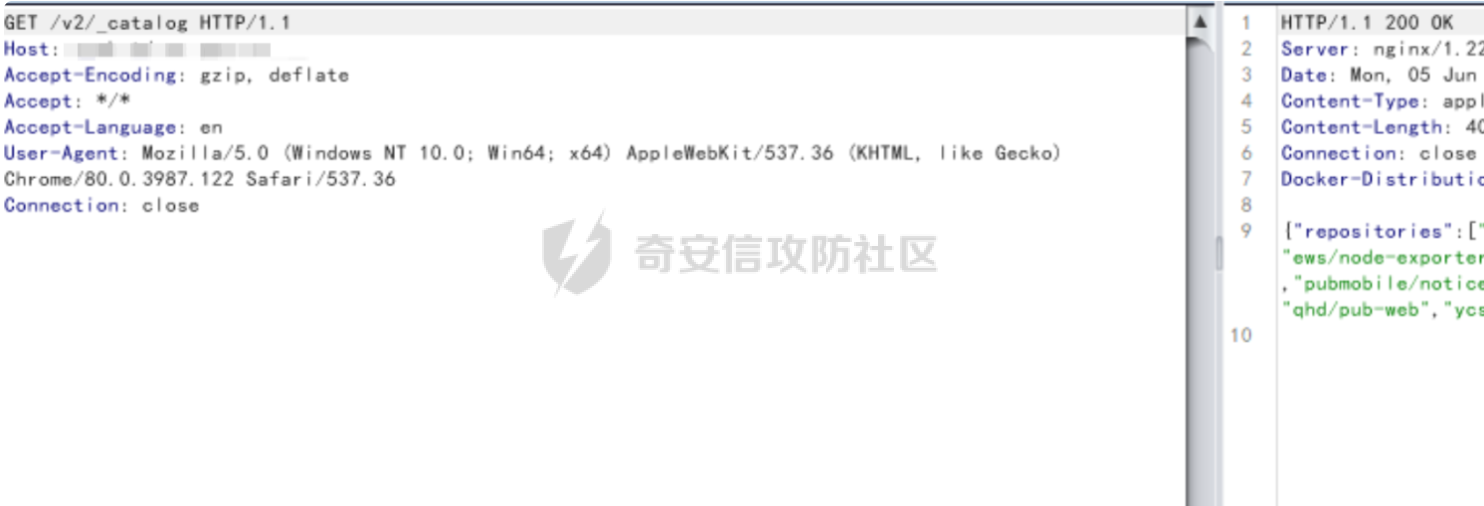 GET /v2/_catalog HTTP/1.1
Host:
Accept-Encoding: gzip, deflate
Accept: */*
Accept-Language: en
User-Agent: Mozilla/5.0 (Windows NT 10.0; Win64; x64) AppleWebKit/537.36 (KHTML, like Gecko)
Chrome/80.0.3987.122 Safari/537.36
Connection: close
奇安信攻防社区
1 HTTP/1.1 200 OK
2 Server: nginx/1.22
3 Date: Mon, 05 Jun
4 Content-Type: appl
5 Content-Length: 40
6 Connection: close
7 Docker-Distributio
8
9 {"repositories":["
"ews/node-exporter
,"pubmobile/notice
"qhd/pub-web","ycs
10